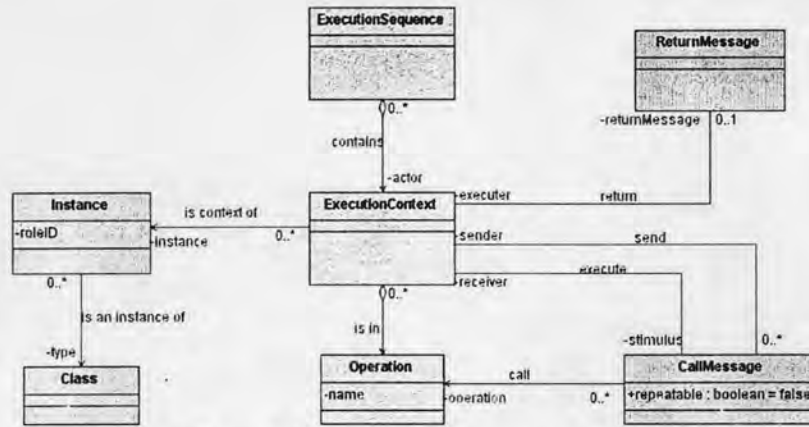 ExecutionSequence
ReturnMessage
0..*
-returnMessage
0..1
contains
-actor
Instance
-roleID
is context of
-instance
0..*
ExecutionContext
-executer
return
-sender
send
execute
-receiver
0..*
is an instance of
-type
Class
0..*
is in
Operation
-name
call
-operation
0..*
-stimulus
0..*
CallMessage
+repeatable : boolean = false